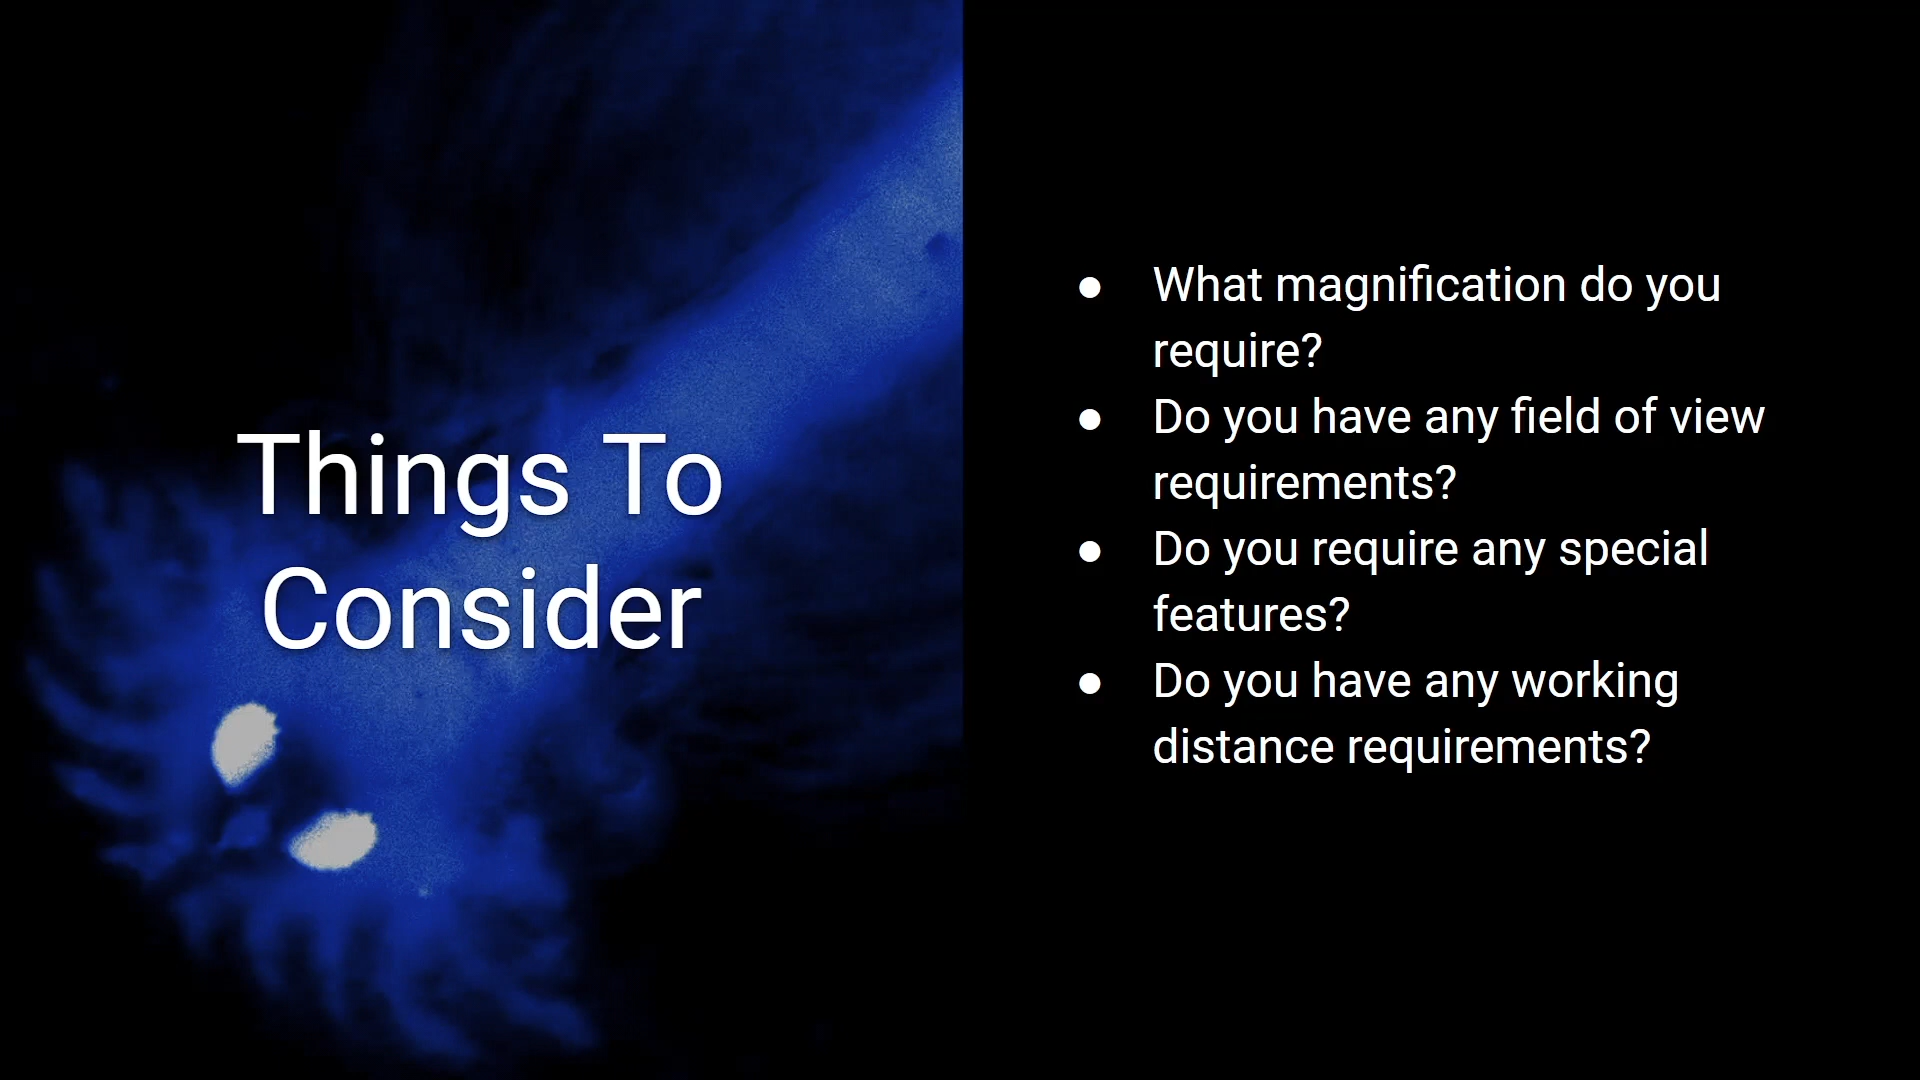 Things To
Consider
● What magnification do you
require?
● Do you have any field of view
requirements?
● Do you require any special
features?
● Do you have any working
distance requirements?